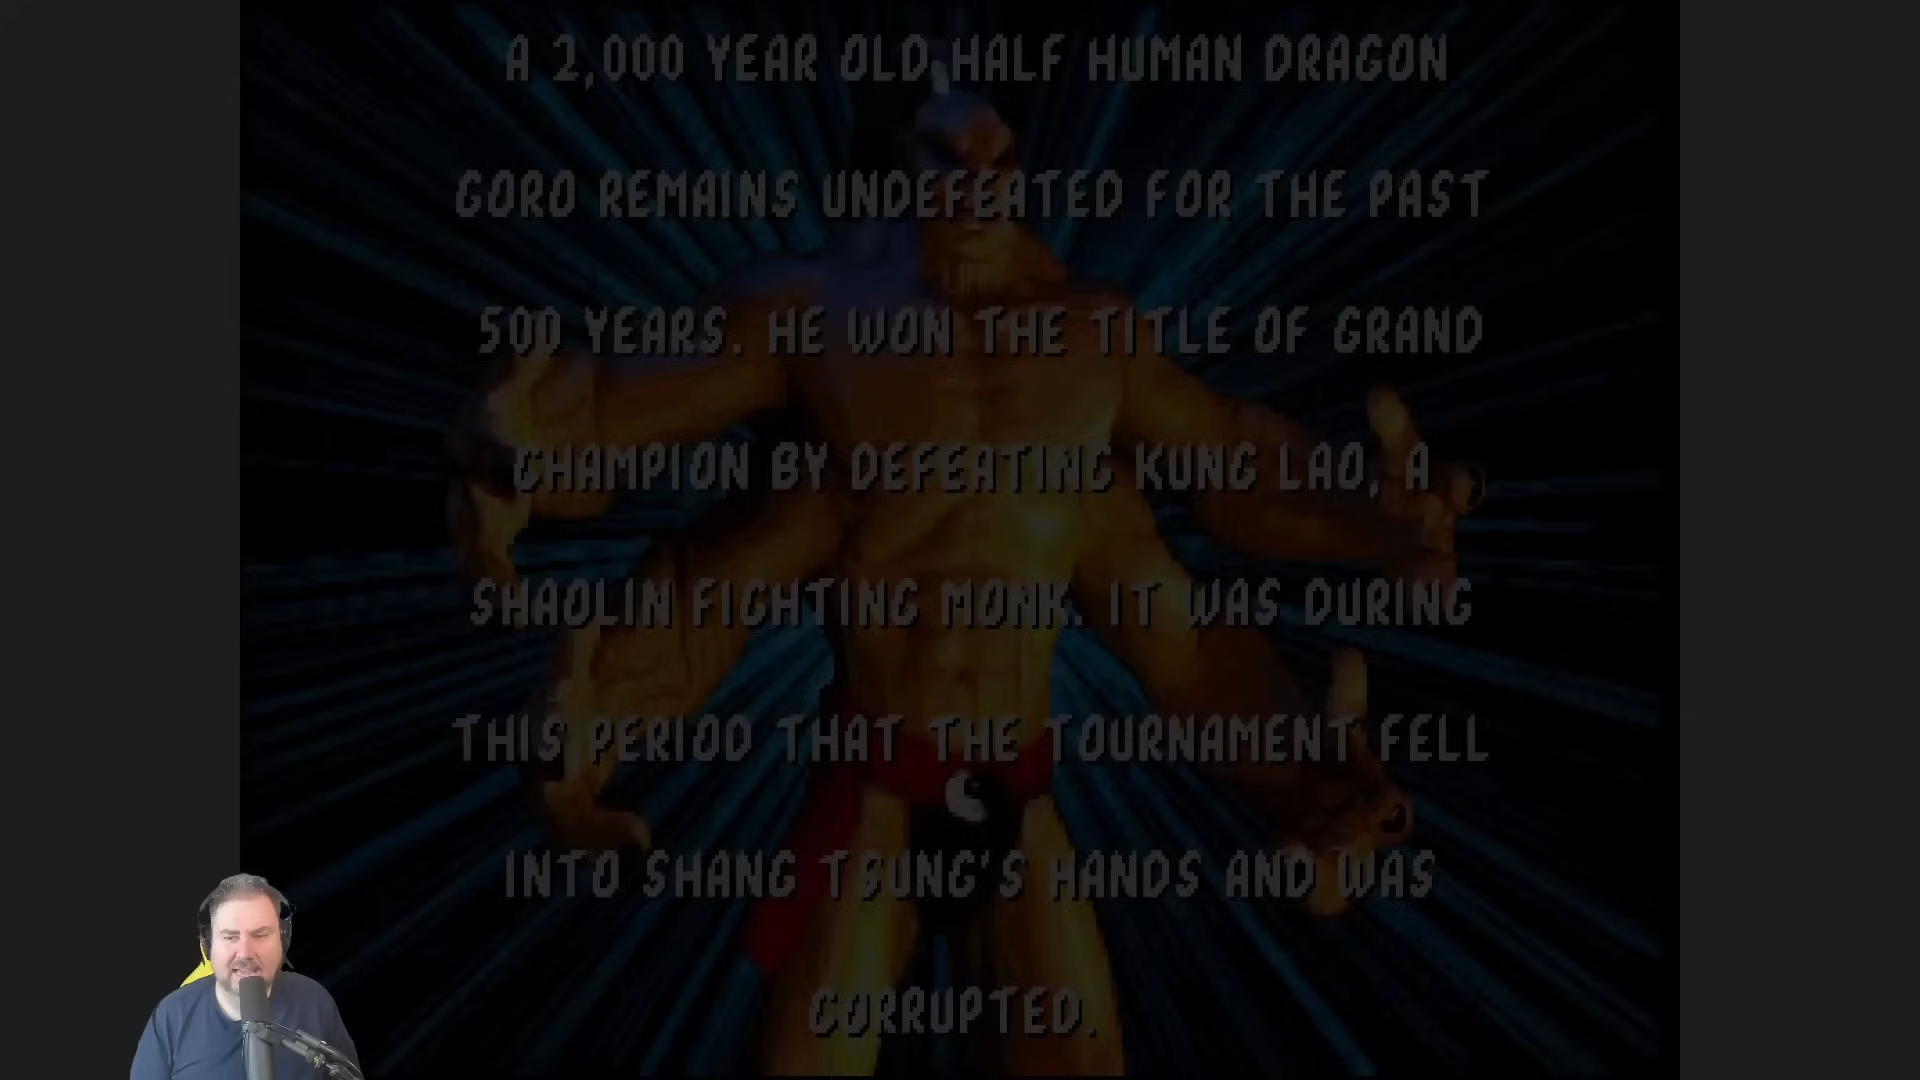 A 2,000 YEAR OLD HALF HUMAN DRAGON
GORO REMAINS UNDEFEATED FOR THE PAST
500 YEARS. HE WON THE TITLE OF GRAND
CHAMPION BY DEFEATING KUNG LAO, A
SHAOLIN FIGHTING MONK. IT WAS DURING
THIS PERIOD THAT THE TOURNAMENT FELL
INTO SHANG TSUNG'S HANDS AND WAS
CORRUPTED.